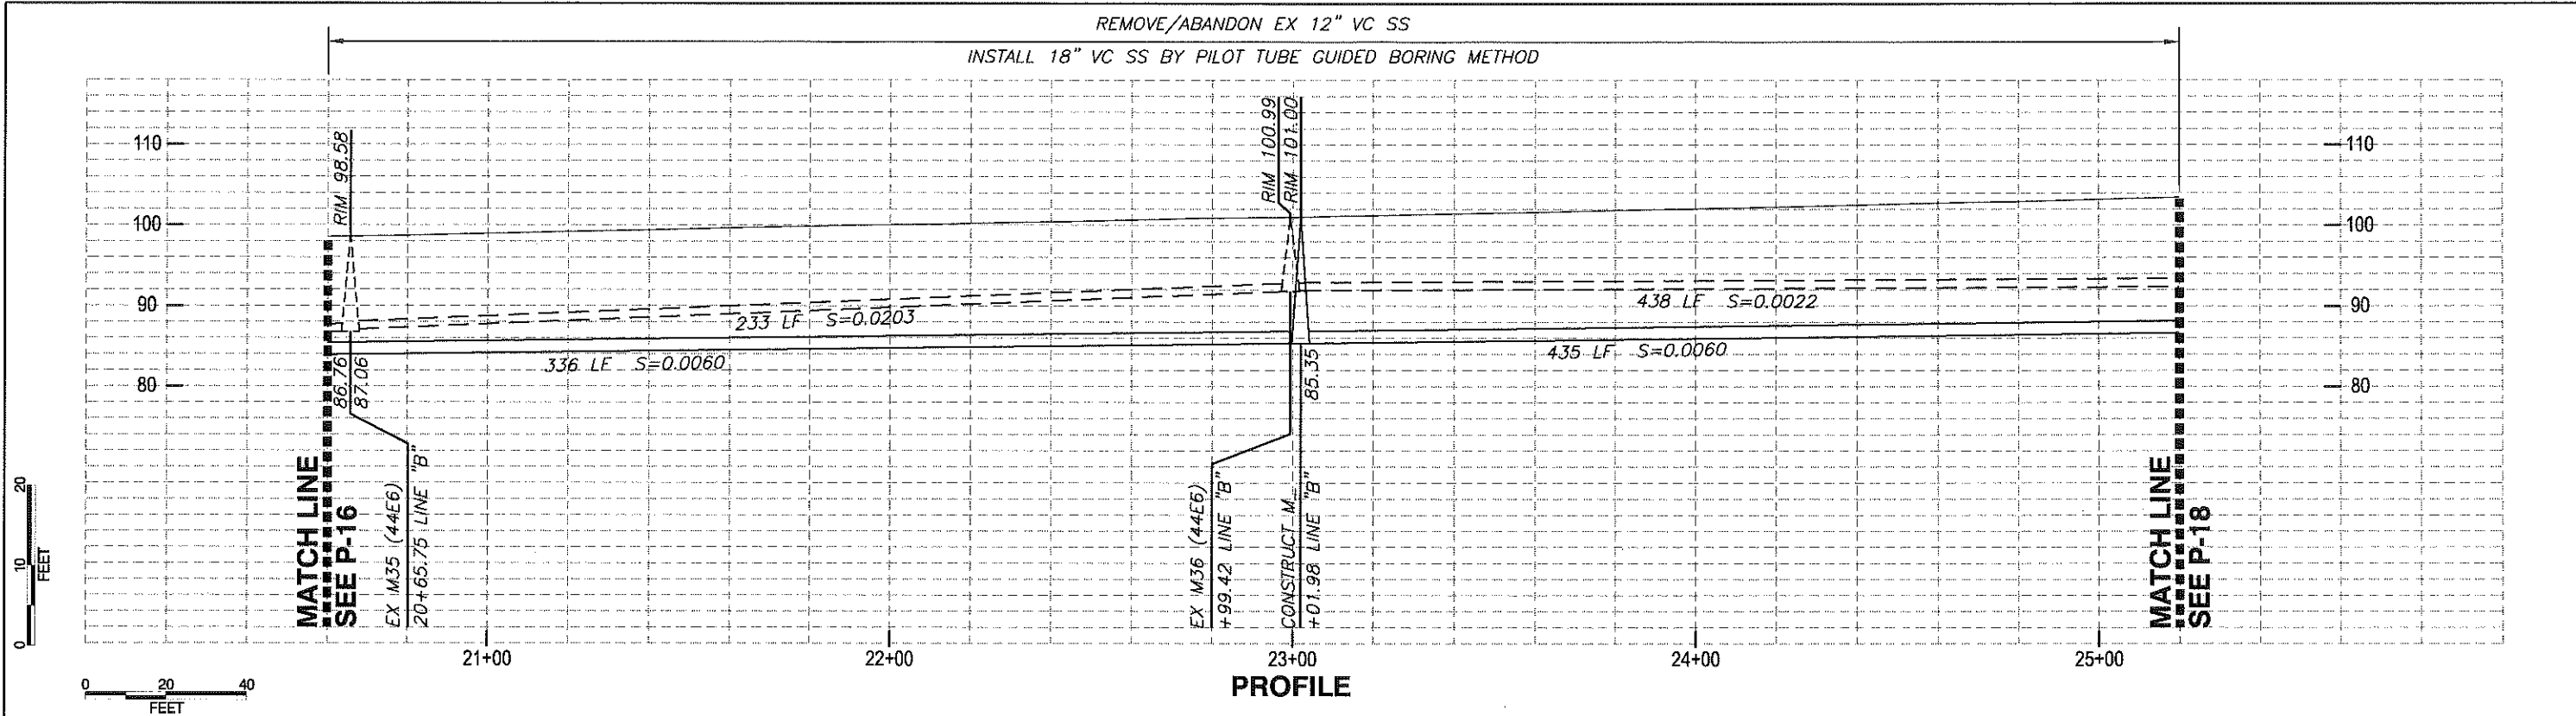 REMOVE/ABANDON EX 12" VC SS
INSTALL 18" VC SS BY PILOT TUBE GUIDED BORING METHOD
RIM 98.58
RIM 100.99
RIM 101.00
110
100
90
80
110
100
90
80
233 LF S=0.0203
438 LF S=0.0022
336 LF S=0.0060
435 LF S=0.0060
86.76
87.06
85.35
MATCH LINE
SEE P-16
EX M35 (44E6)
20+65.75 LINE "B"
EX M36 (44E6)
+99.42 LINE "B"
CONSTRUCT M_
+01.98 LINE "B"
MATCH LINE
SEE P-18
20
10
0
FEET
21+00
22+00
23+00
24+00
25+00
0 20 40
FEET
PROFILE